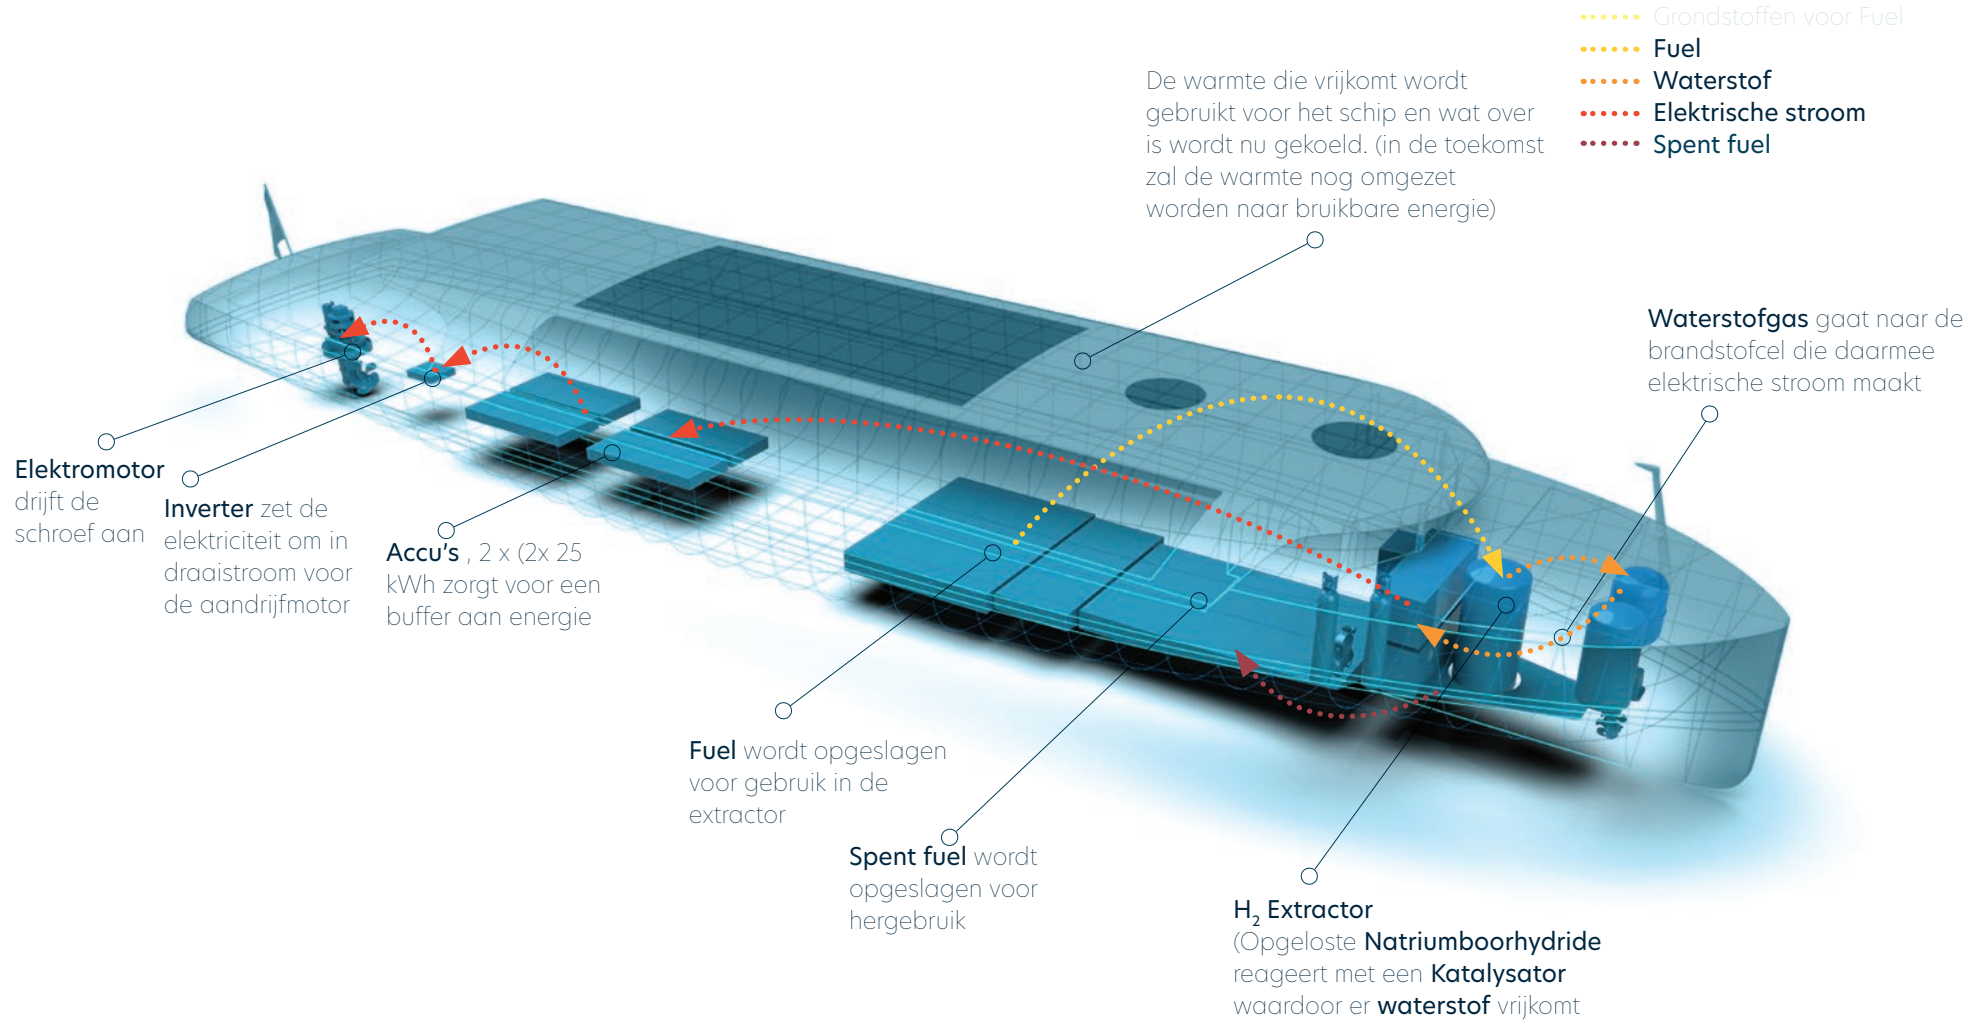 Grondstoffen voor Fuel
Fuel
Waterstof
Elektrische stroom
Spent fuel
De warmte die vrijkomt wordt
gebruikt voor het schip en wat over
is wordt nu gekoeld. (in de toekomst
zal de warmte nog omgezet
worden naar bruikbare energie)
Waterstofgas gaat naar de
brandstofcel die daarmee
elektrische stroom maakt
Elektromotor
drijft de
schroef aan
Inverter zet de
elektriciteit om in
draaistroom voor
de aandrijfmotor
Accu's , 2 x (2x 25
kWh zorgt voor een
buffer aan energie
Fuel wordt opgeslagen
voor gebruik in de
extractor
Spent fuel wordt
opgeslagen voor
hergebruik
H₂ Extractor
(Opgeloste Natriumboorhydride
reageert met een Katalysator
waardoor er waterstof vrijkomt